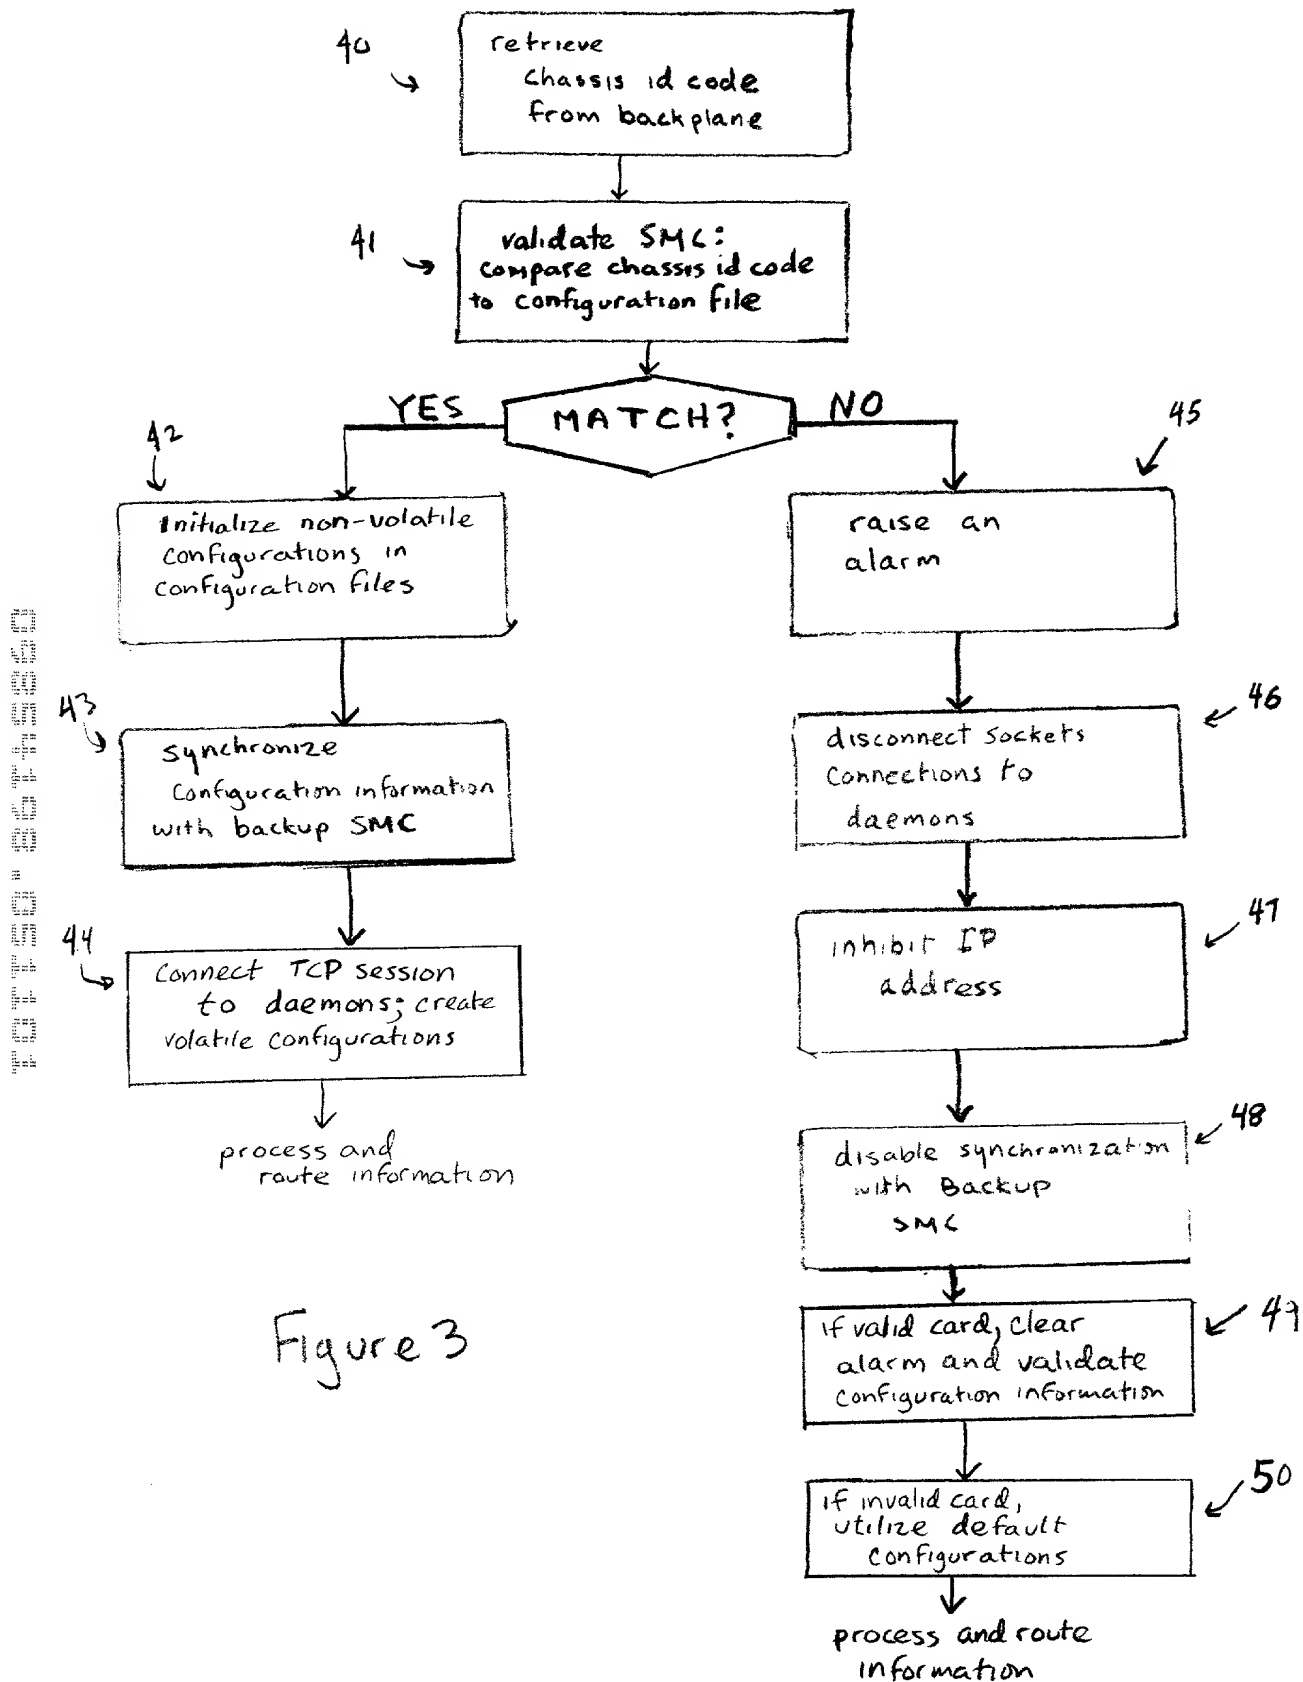 40
retrieve
chassis id code
from backplane
41
validate SMC:
compare chassis id code
to configuration file
MATCH?
YES
NO
42
Initialize non-volatile
configurations in
configuration files
43
synchronize
configuration information
with backup SMC
44
connect TCP session
to daemons; create
volatile configurations
process and
route information
45
raise an
alarm
46
disconnect sockets
connections to
daemons
47
inhibit IP
address
48
disable synchronization
with Backup
SMC
49
if valid card, clear
alarm and validate
configuration information
50
if invalid card,
utilize default
configurations
process and route
information
Figure 3